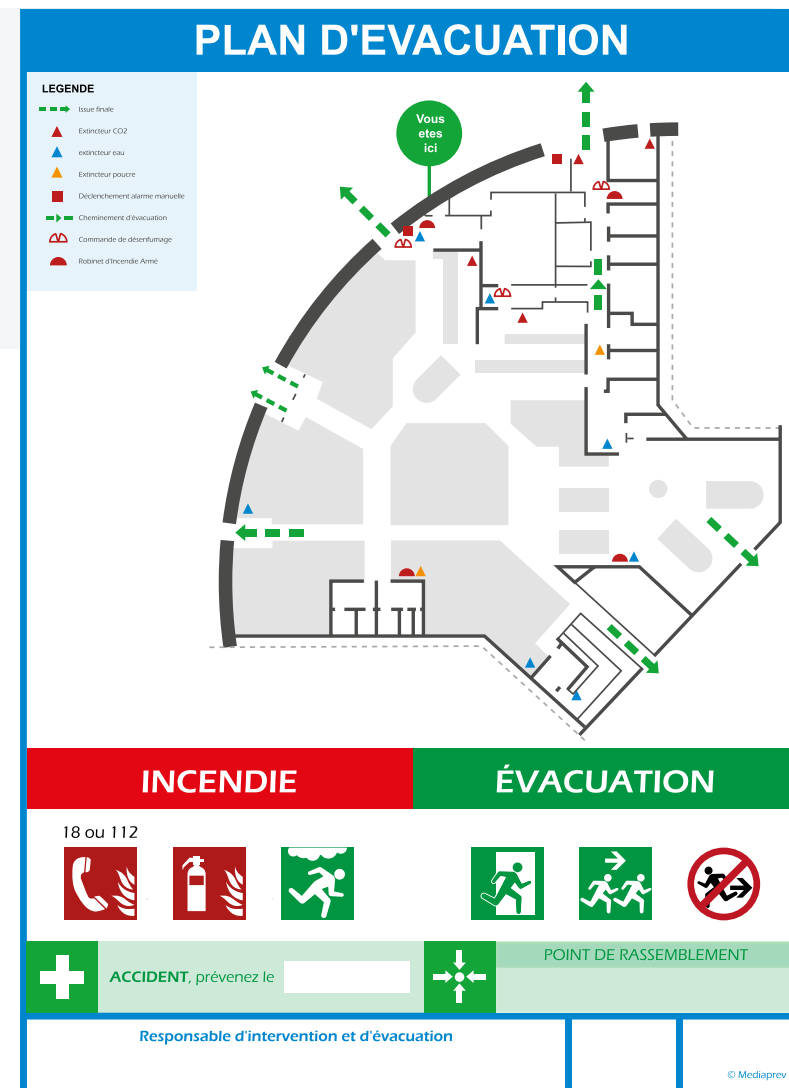 PLAN D'EVACUATION
LEGENDE
Issue finale
Extincteur CO2
extincteur eau
Extincteur poucre
Déclenchement alarme manuelle
Cheminement d'évacuation
Commande de désenfumage
Robinet d'Incendie Armé
Vous
etes
ici
INCENDIE
ÉVACUATION
18 ou 112
ACCIDENT, prévenez le
POINT DE RASSEMBLEMENT
Responsable d'intervention et d'évacuation
© Mediaprev